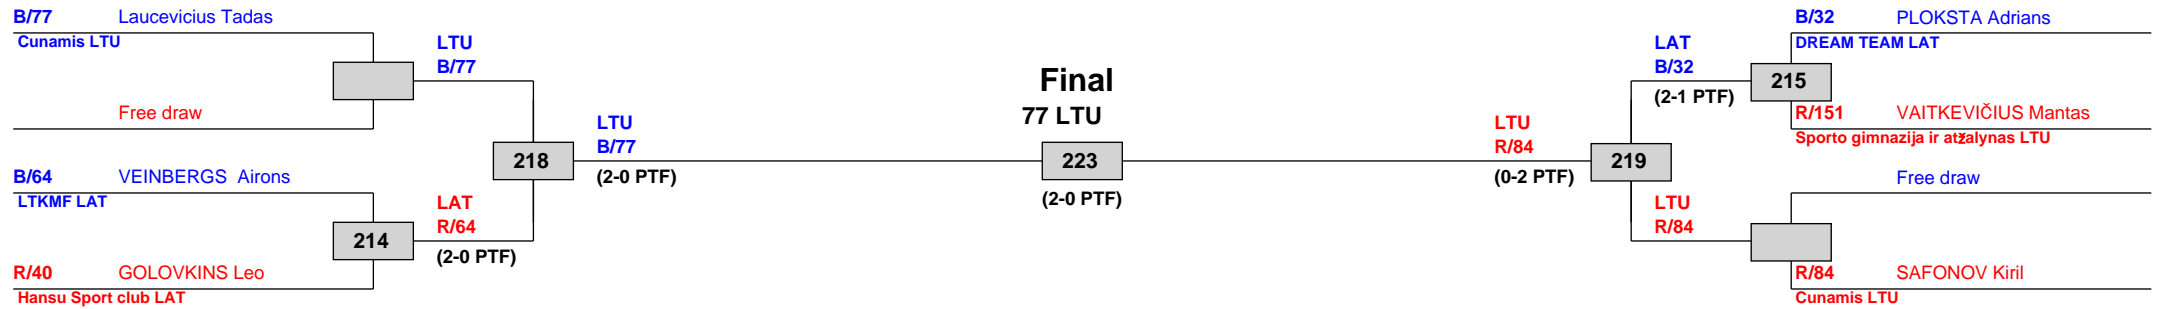 B/77 Laucevicius Tadas
Cunamis LTU
Free draw
B/64 VEINBERGS Airons
LTKMF LAT
R/40 GOLOVKINS Leo
Hansu Sport club LAT
214
LTU
B/77
LAT
R/64
(2-0 PTF)
218
LTU
B/77
(2-0 PTF)
Final
77 LTU
223
(2-0 PTF)
LTU
R/84
(0-2 PTF)
219
LAT
B/32
(2-1 PTF)
LTU
R/84
215
B/32 PLOKSTA Adrians
DREAM TEAM LAT
R/151 VAITKEVIČIUS Mantas
Sporto gimnazija ir atžalynas LTU
Free draw
R/84 SAFONOV Kiril
Cunamis LTU